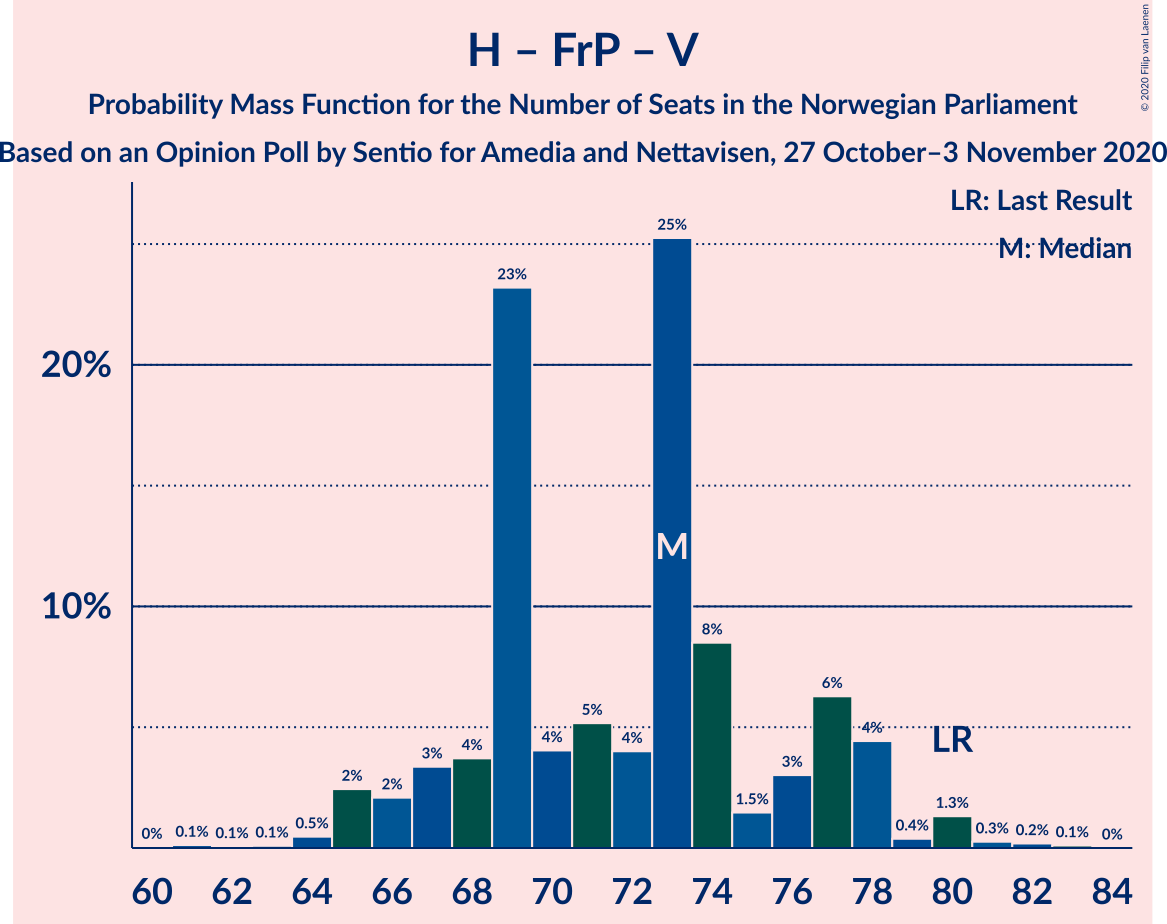 H – FrP – V
Probability Mass Function for the Number of Seats in the Norwegian Parliament
Based on an Opinion Poll by Sentio for Amedia and Nettavisen, 27 October–3 November 2020
© 2020 Filip van Laenen
LR: Last Result
M: Median
20%
10%
0% 0.1% 0.1% 0.1% 0.5% 2% 2% 3% 4% 23% 4% 5% 4% 25% 8% 1.5% 3% 6% 4% 0.4% 1.3% 0.3% 0.2% 0.1% 0%
M
LR
60 62 64 66 68 70 72 74 76 78 80 82 84